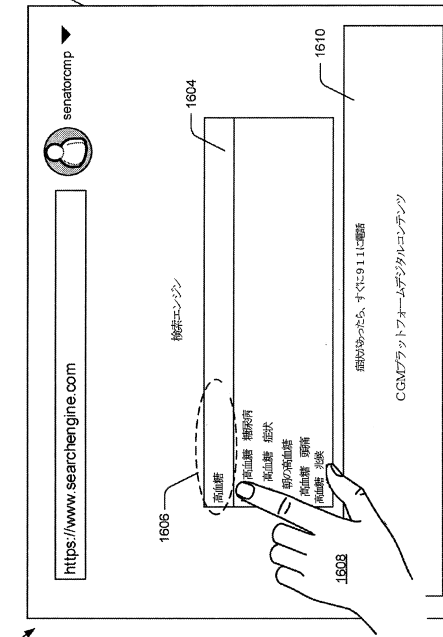 https://www.searchengine.com
senatorcmp
検索エンジン
1604
1606
高血糖
高血糖 糖尿病
高血糖 症状
朝の高血糖
高血糖 頭痛
高血糖 兆候
1608
1610
症状があったら、すぐに911に電話
CGMプラットフォームデジタルコンテンツ